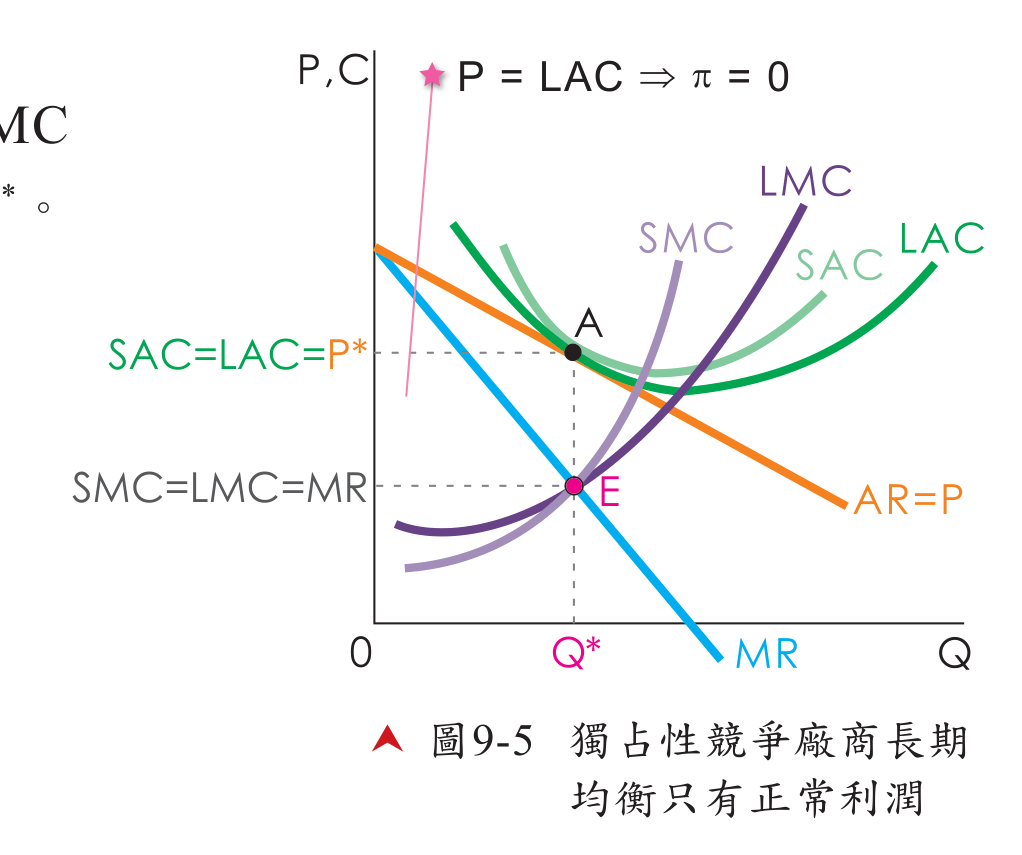 P,C
★ P = LAC ⇒ π = 0
MC
* 。
LMC
SMC
LAC
SAC
A
SAC=LAC=P*
SMC=LMC=MR
E
AR=P
0
Q*
MR
Q
圖9-5 獨占性競爭廠商長期
均衡只有正常利潤